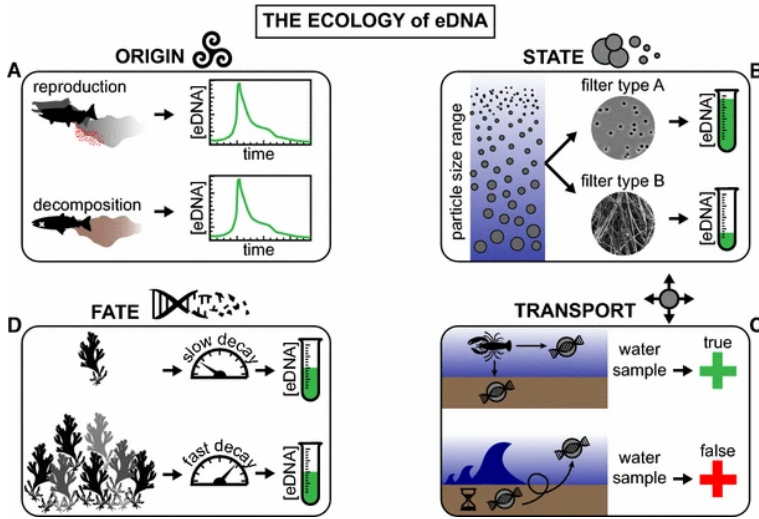 THE ECOLOGY of eDNA
ORIGIN
A
reproduction
[eDNA]
time
decomposition
[eDNA]
time
STATE
B
particle size range
filter type A
[eDNA]
filter type B
[eDNA]
FATE
D
slow decay
[eDNA]
fast decay
[eDNA]
TRANSPORT
C
water
sample
true
water
sample
false